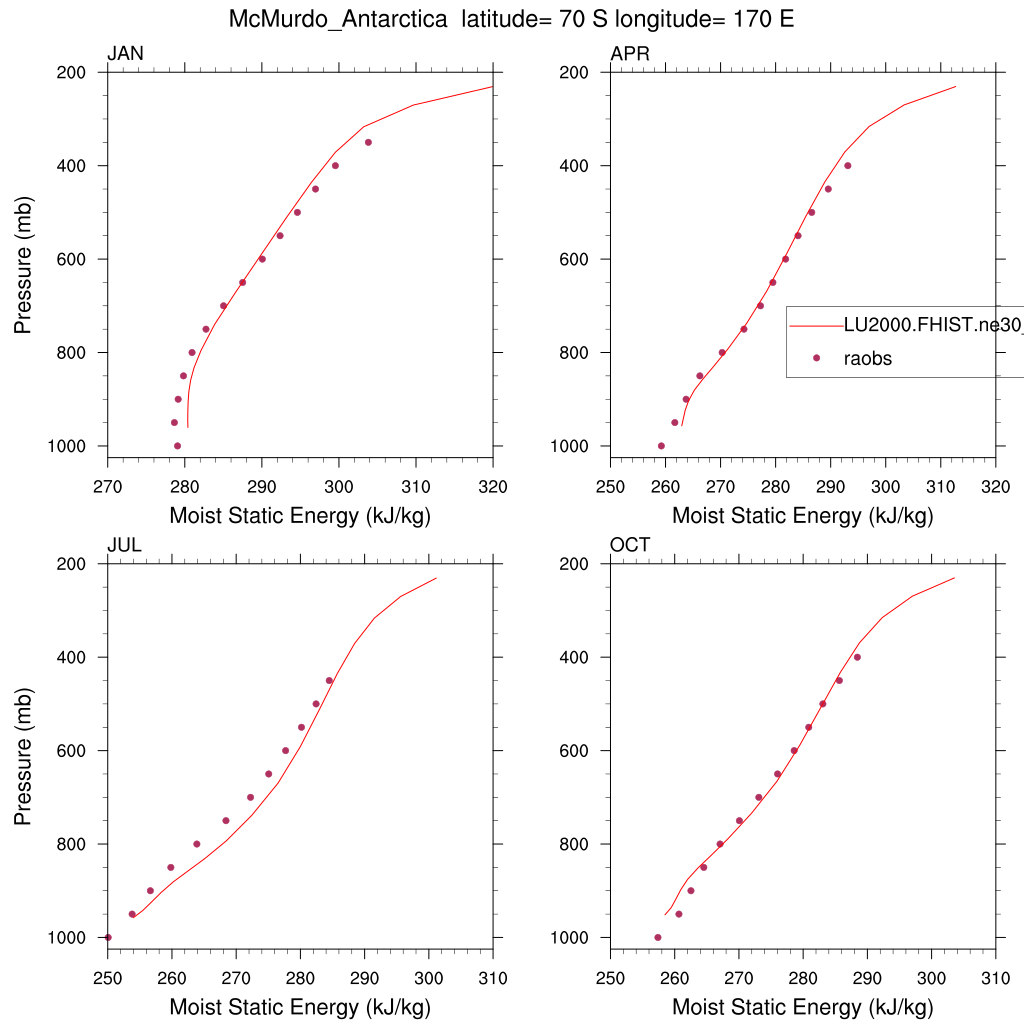 McMurdo_Antarctica  latitude= 70 S longitude= 170 E
JAN
200
400
600
800
1000
270 280 290 300 310 320
Pressure (mb)
Moist Static Energy (kJ/kg)
APR
200
400
600
800
1000
250 260 270 280 290 300 310 320
Moist Static Energy (kJ/kg)
LU2000.FHIST.ne30_
raobs
JUL
200
400
600
800
1000
250 260 270 280 290 300 310
Pressure (mb)
Moist Static Energy (kJ/kg)
OCT
200
400
600
800
1000
250 260 270 280 290 300 310
Moist Static Energy (kJ/kg)